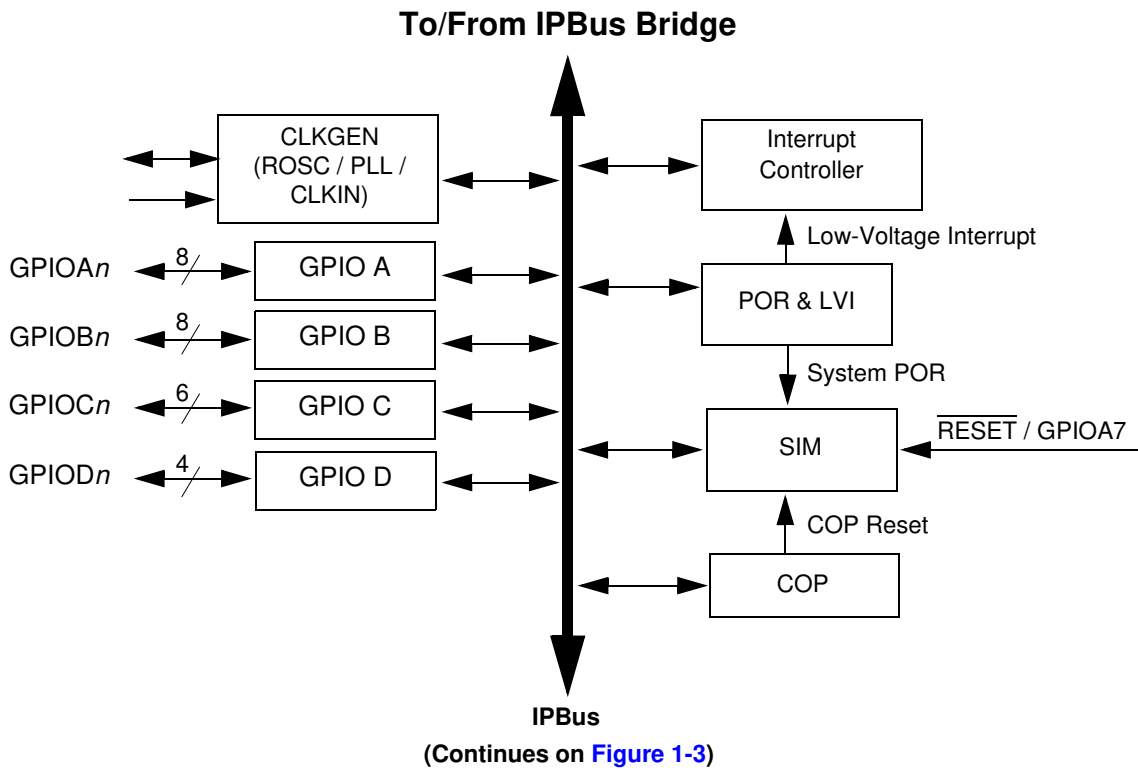 To/From IPBus Bridge
CLKGEN
(ROSC / PLL /
CLKIN)
GPIOAn
8
GPIO A
GPIOBn
8
GPIO B
GPIOCn
6
GPIO C
GPIODn
4
GPIO D
Interrupt
Controller
Low-Voltage Interrupt
POR & LVI
System POR
SIM
RESET / GPIOA7
COP Reset
COP
IPBus
(Continues on Figure 1-3)